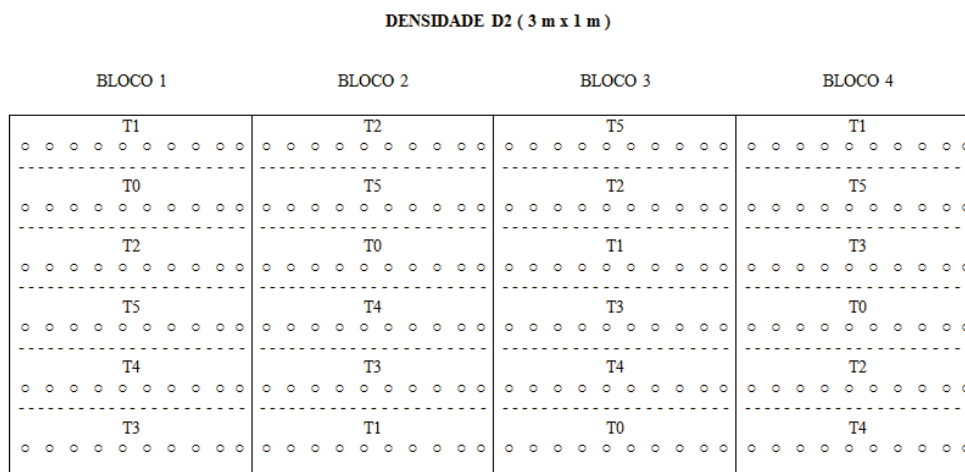 DENSIDADE D2 ( 3 m x 1 m )
BLOCO 1 BLOCO 2 BLOCO 3 BLOCO 4
T1 T2 T5 T1
T0 T5 T2 T5
T2 T0 T1 T3
T5 T4 T3 T0
T4 T3 T4 T2
T3 T1 T0 T4